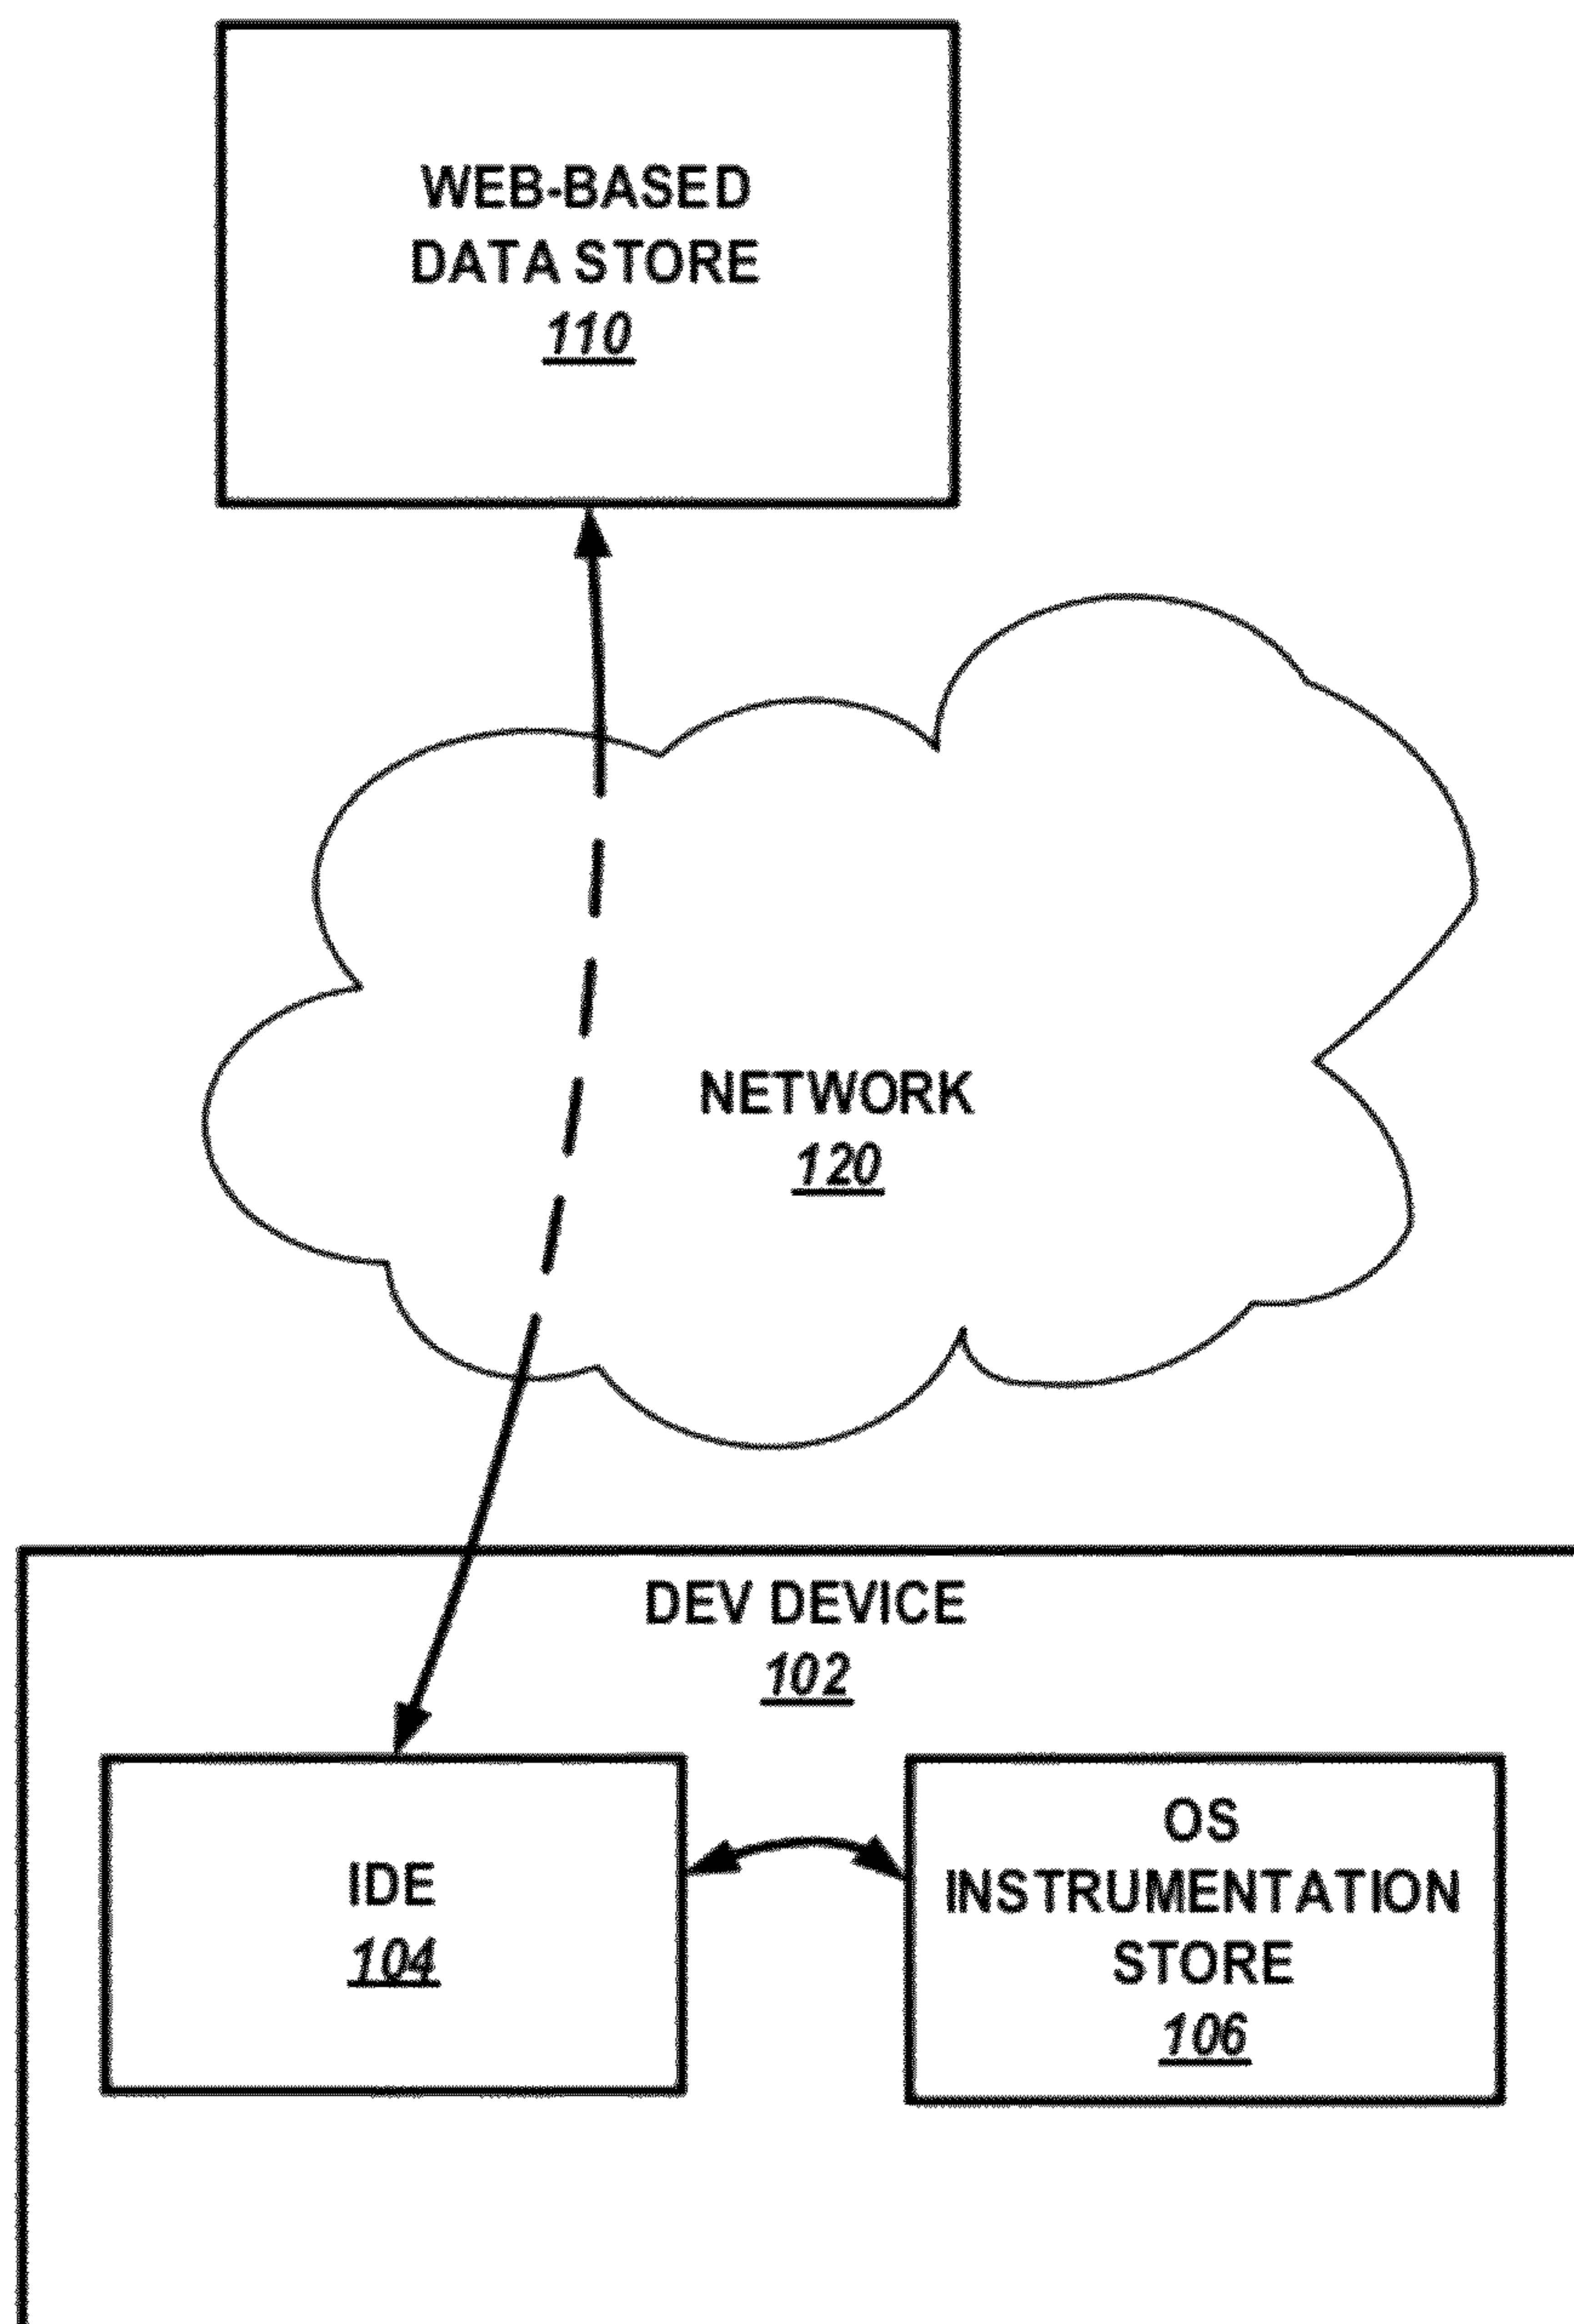 WEB-BASED
DATA STORE
110
NETWORK
120
DEV DEVICE
102
IDE
104
OS
INSTRUMENTATION
STORE
106